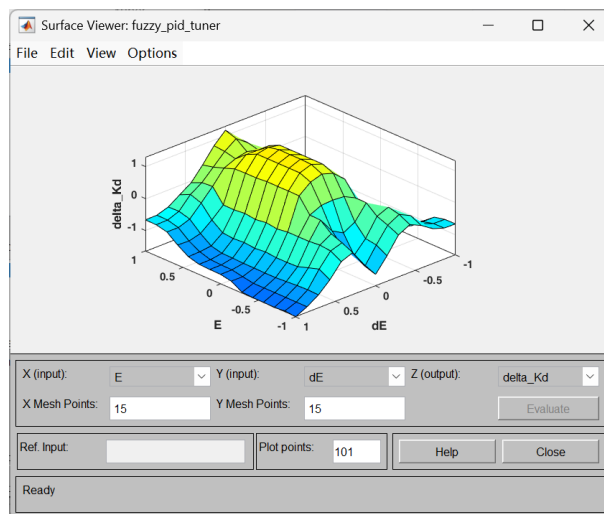 Surface Viewer: fuzzy_pid_tuner
File Edit View Options
1
0
-1
delta_Kd
1
0.5
0
-0.5
-1
E
1
0.5
0
-0.5
-1
dE
X (input): E Y (input): dE Z (output): delta_Kd
X Mesh Points: 15 Y Mesh Points: 15 Evaluate
Ref. Input: Plot points: 101 Help Close
Ready